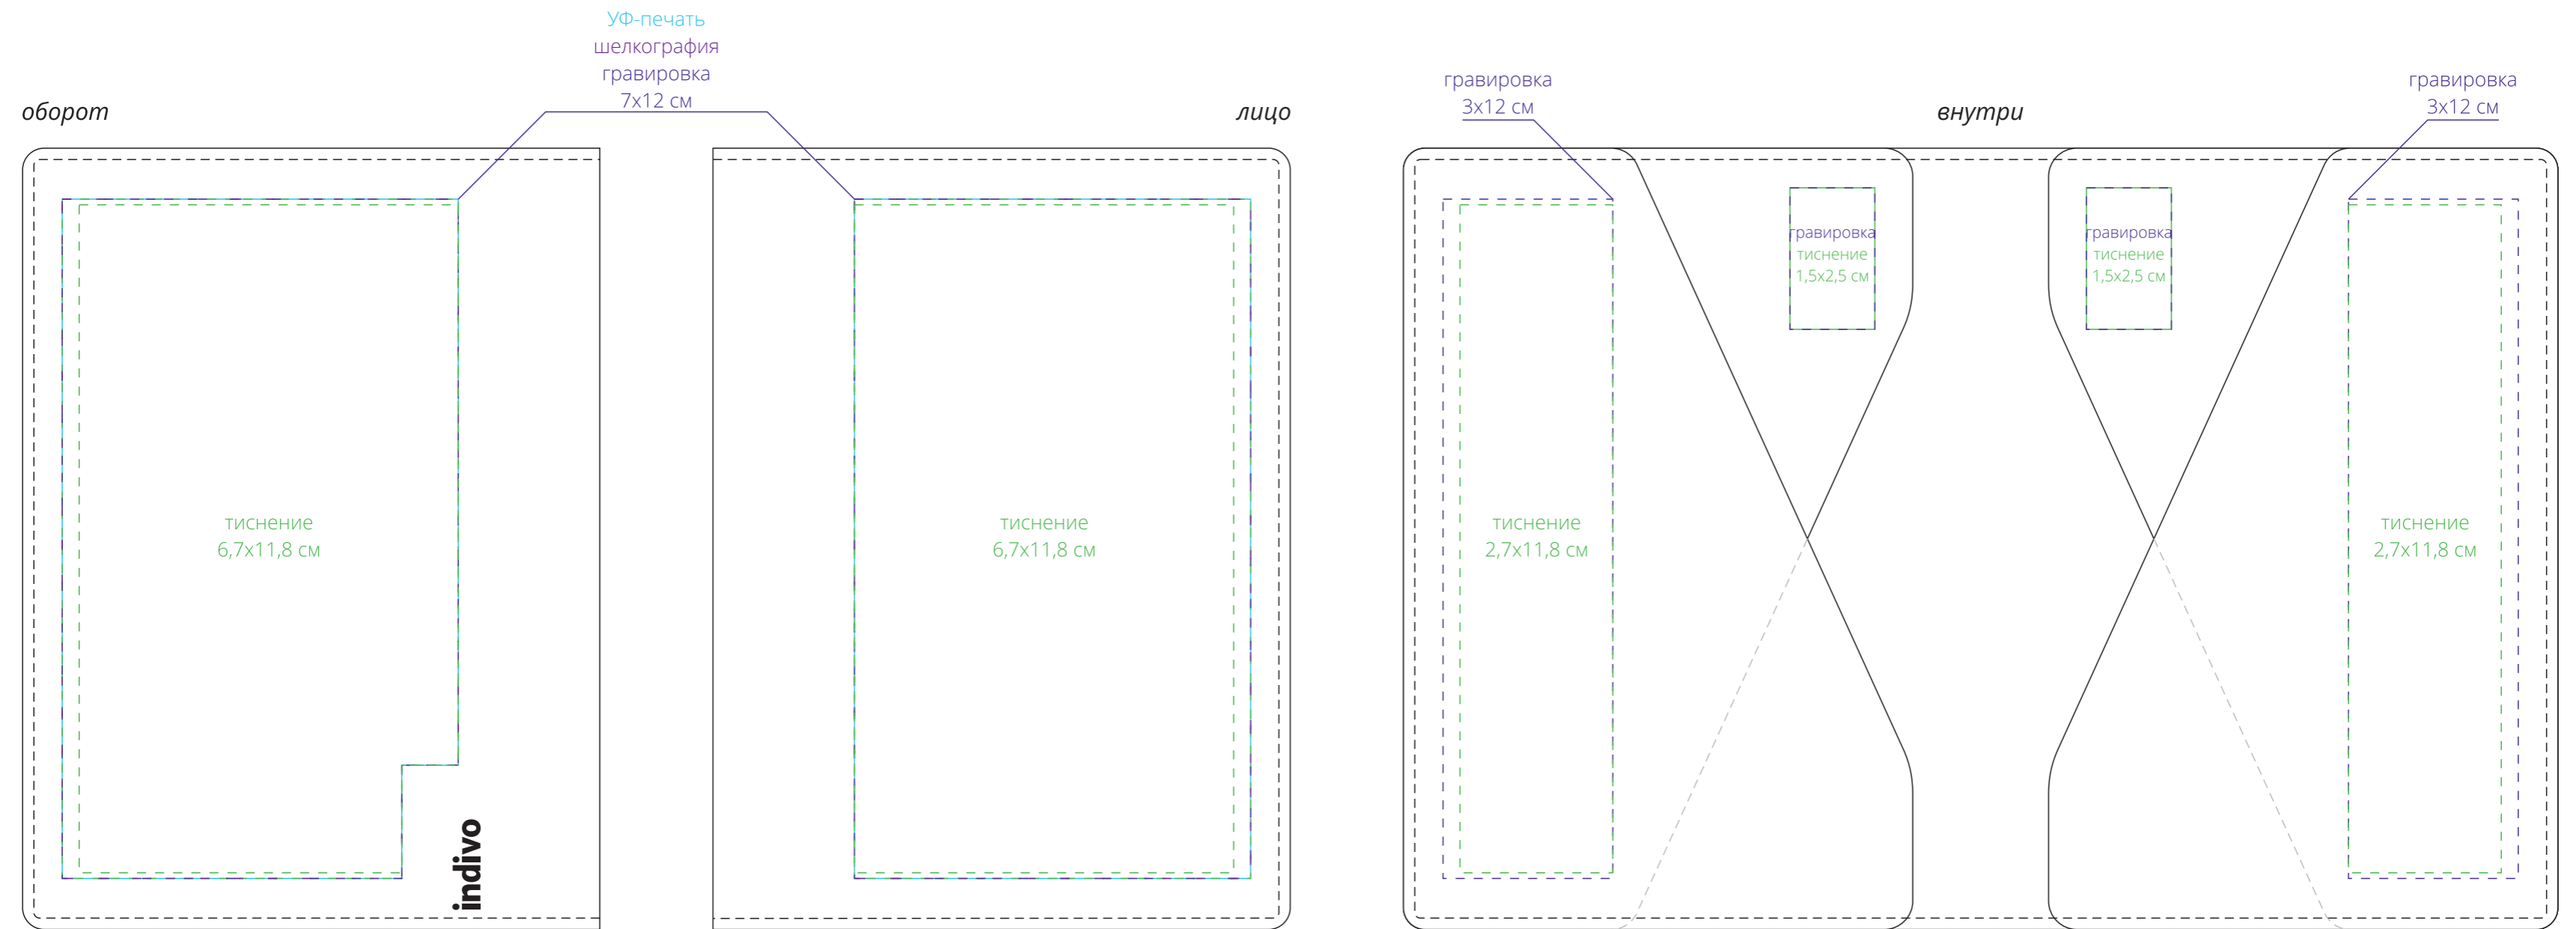 УФ-печать
шелкография
гравировка
7х12 см
оборот
лицо
гравировка
3х12 см
внутри
гравировка
3х12 см
тиснение
6,7х11,8 см
indivo
тиснение
6,7х11,8 см
тиснение
2,7х11,8 см
гравировка
тиснение
1,5х2,5 см
гравировка
тиснение
1,5х2,5 см
тиснение
2,7х11,8 см